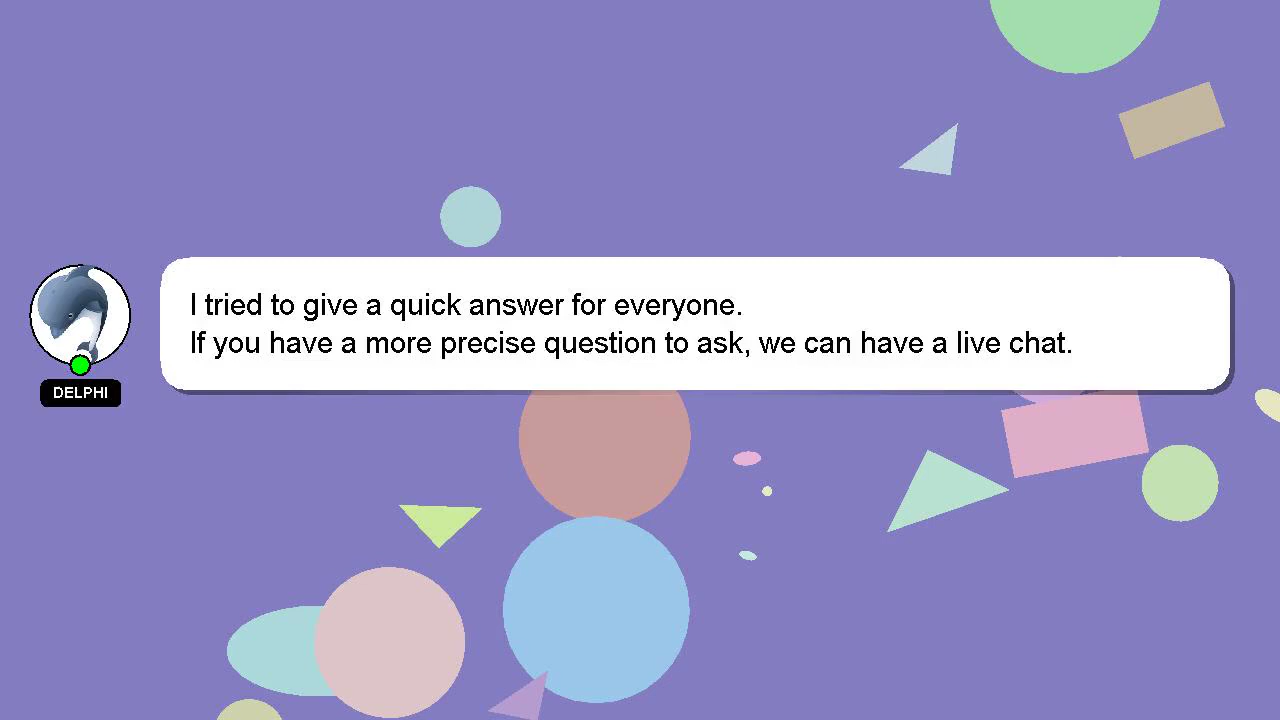 I tried to give a quick answer for everyone.
If you have a more precise question to ask, we can have a live chat.
DELPHI